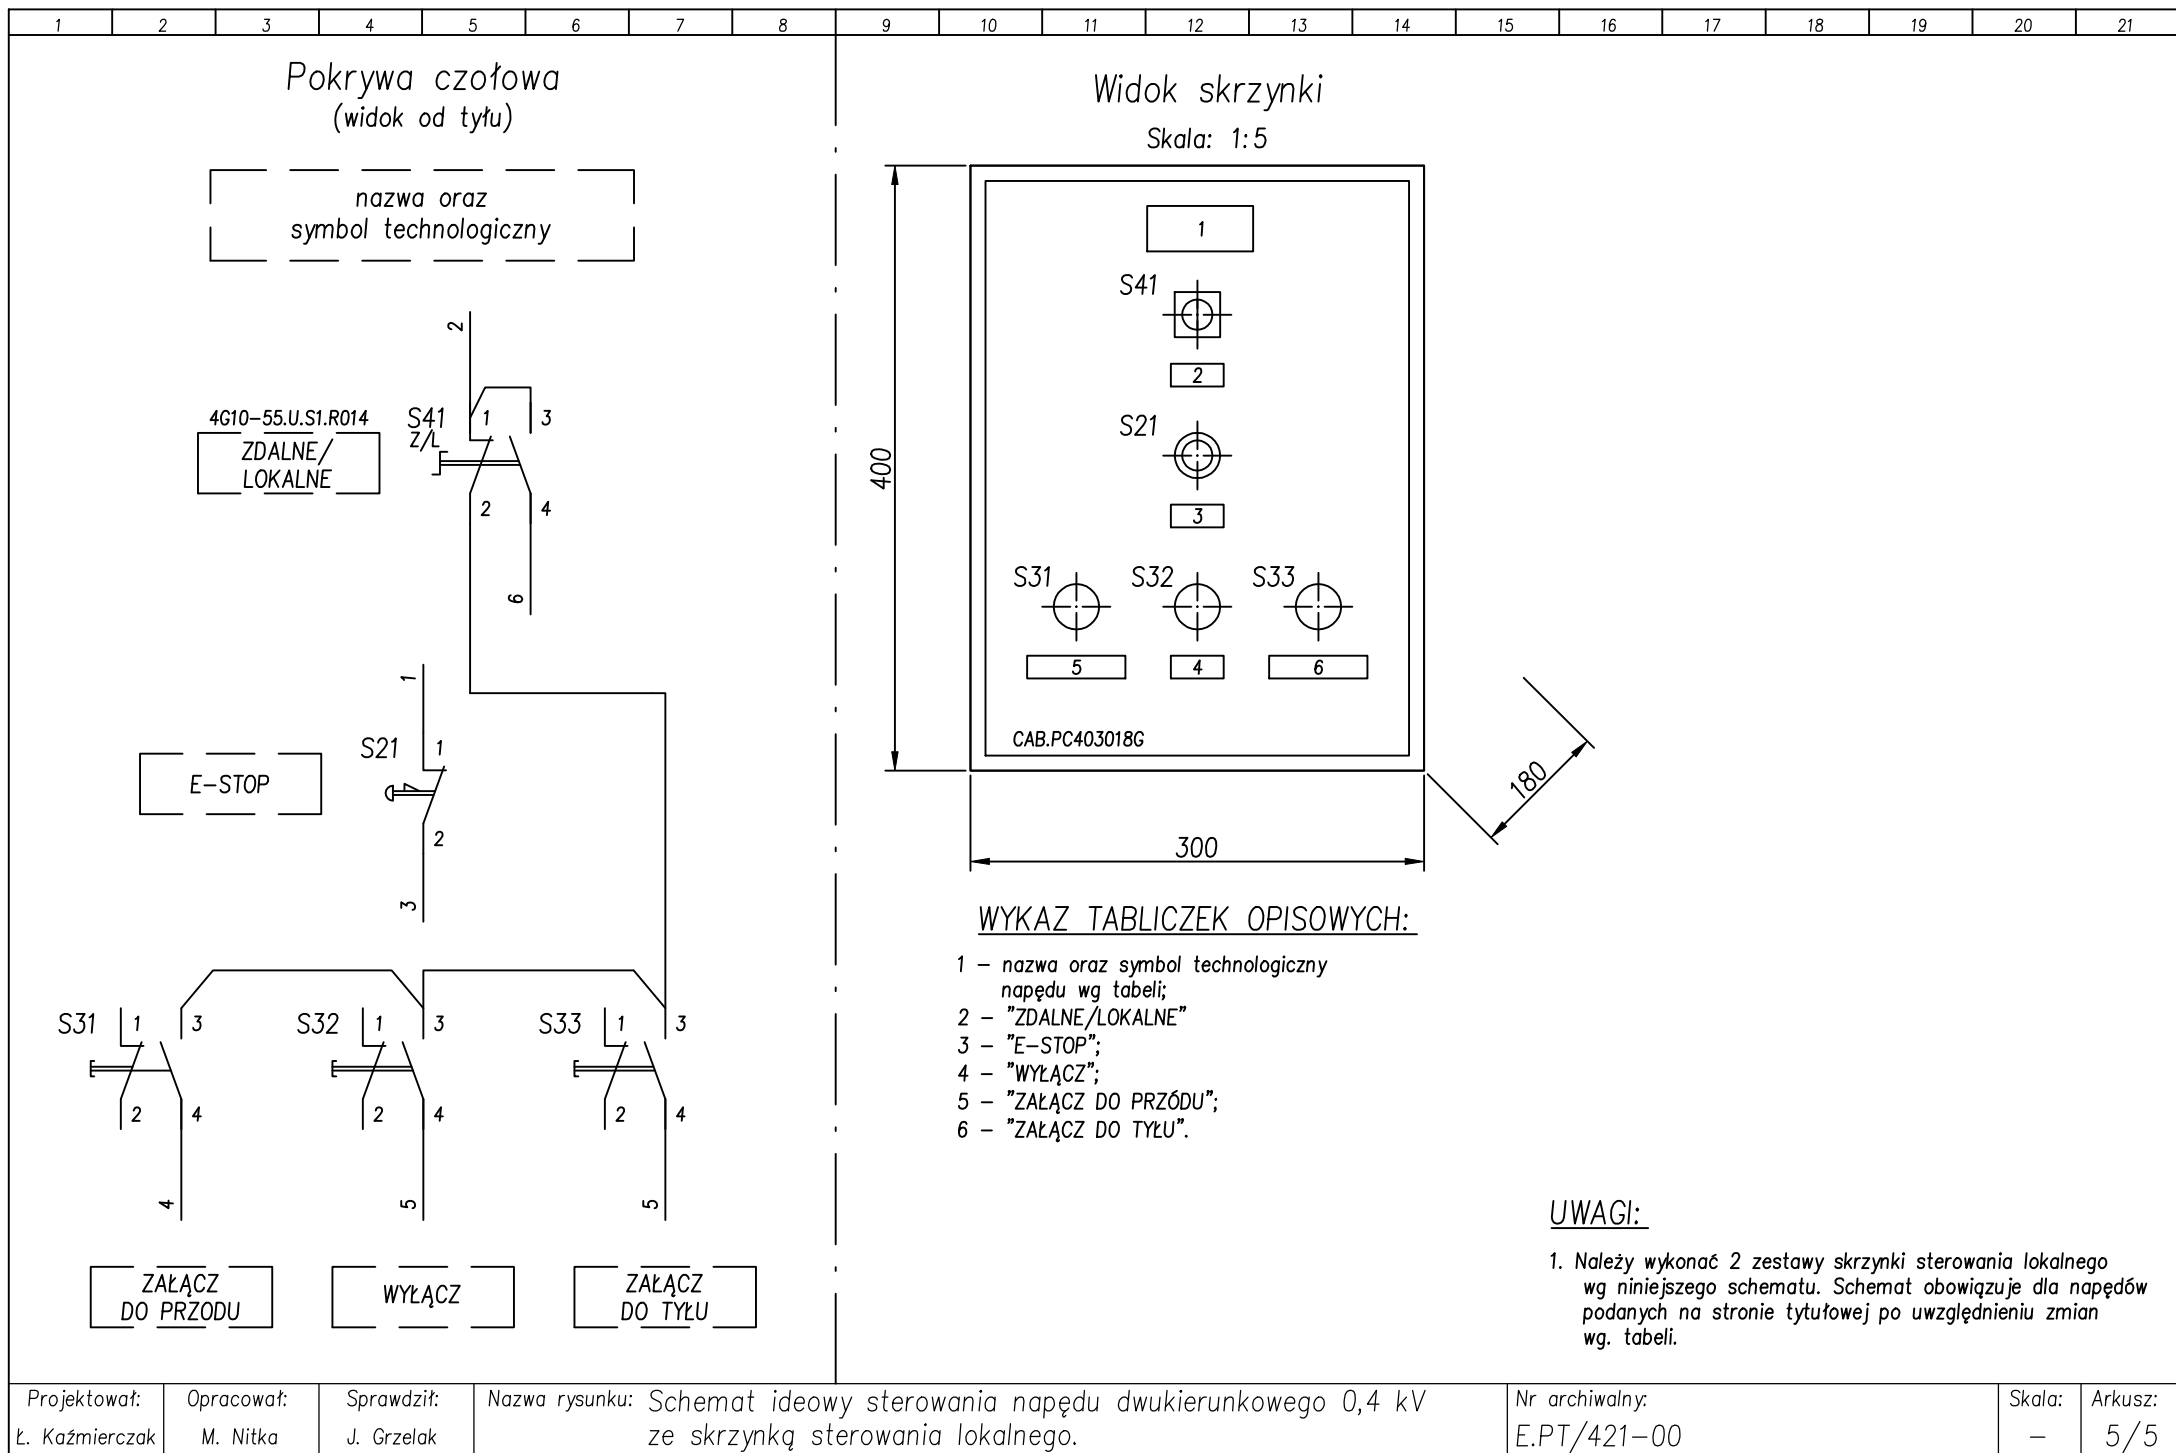 1 2 3 4 5 6 7 8 9 10 11 12 13 14 15 16 17 18 19 20 21
Pokrywa czołowa
(widok od tyłu)
nazwa oraz
symbol technologiczny
2
4G10-55.U.S1.R014
ZDALNE/
LOKALNE
S41
Z/L
1
3
2
4
6
1
S21
1
E-STOP
2
3
S31
1
3
S32
1
3
S33
1
3
2
4
2
4
2
4
4
5
5
ZAŁĄCZ
DO PRZODU
WYŁĄCZ
ZAŁĄCZ
DO TYŁU
Widok skrzynki
Skala: 1:5
1
S41
2
S21
3
S31
S32
S33
5
4
6
CAB.PC403018G
400
300
180
WYKAZ TABLICZEK OPISOWYCH:
1 – nazwa oraz symbol technologiczny
napędu wg tabeli;
2 – "ZDALNE/LOKALNE"
3 – "E-STOP";
4 – "WYŁĄCZ";
5 – "ZAŁĄCZ DO PRZÓDU";
6 – "ZAŁĄCZ DO TYŁU".
UWAGI:
1. Należy wykonać 2 zestawy skrzynki sterowania lokalnego
wg niniejszego schematu. Schemat obowiązuje dla napędów
podanych na stronie tytułowej po uwzględnieniu zmian
wg. tabeli.
Projektował:
Ł. Kaźmierczak
Opracował:
M. Nitka
Sprawdził:
J. Grzelak
Nazwa rysunku: Schemat ideowy sterowania napędu dwukierunkowego 0,4 kV
ze skrzynką sterowania lokalnego.
Nr archiwalny:
E.PT/421-00
Skala:
–
Arkusz:
5/5